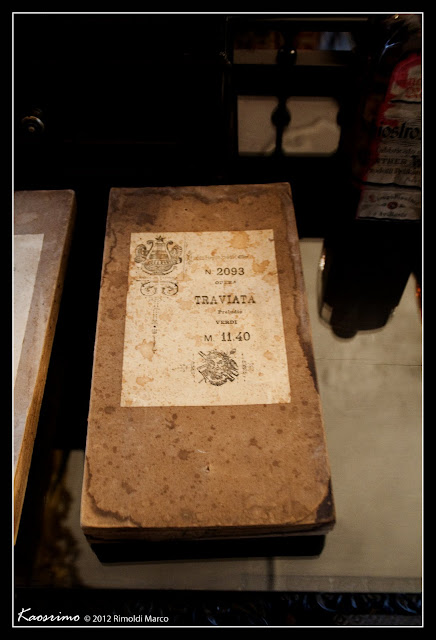 N. 2093
OPERA
TRAVIATA
Preludio
VERDI
M. 11.40
Kaosrimo © 2012 Rimoldi Marco